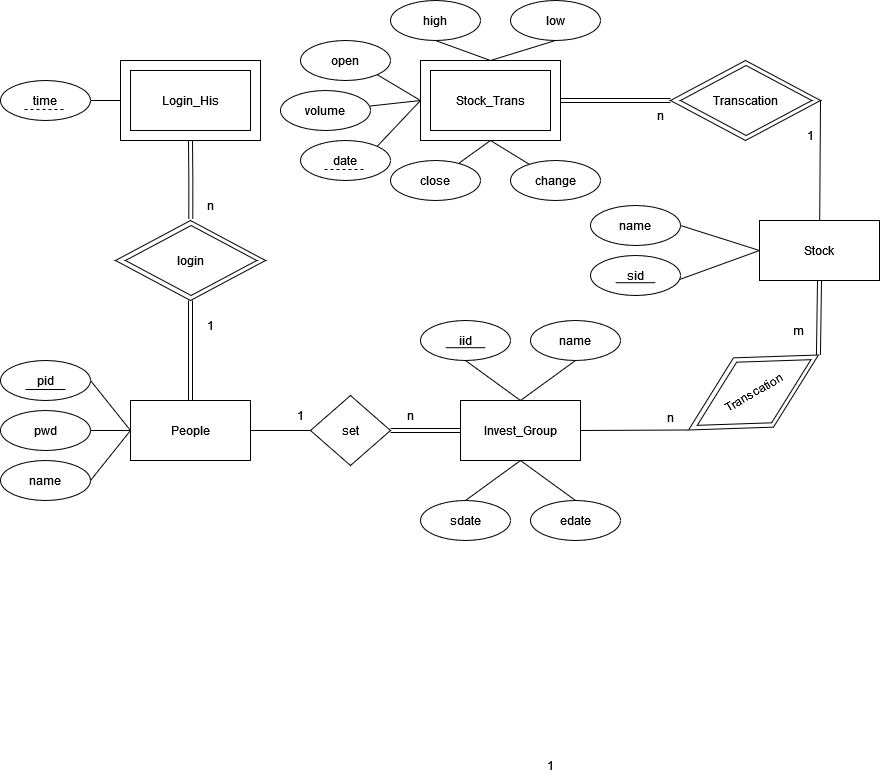 high
low
open
time
Login_His
volume
Stock_Trans
Transcation
n
1
date
close
change
n
name
Stock
login
sid
1
m
iid
name
pid
Transcation
1
n
n
pwd
People
set
Invest_Group
name
sdate
edate
1